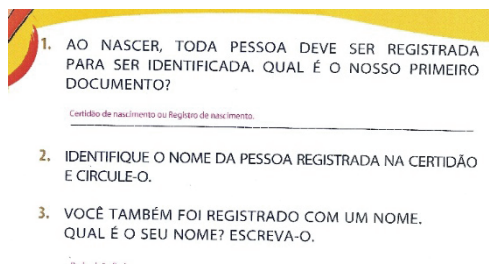 1. AO NASCER, TODA PESSOA DEVE SER REGISTRADA
PARA SER IDENTIFICADA. QUAL É O NOSSO PRIMEIRO
DOCUMENTO?
Certidão de nascimento ou Registro de nascimento.
2. IDENTIFIQUE O NOME DA PESSOA REGISTRADA NA CERTIDÃO
E CIRCULE-O.
3. VOCÊ TAMBÉM FOI REGISTRADO COM UM NOME.
QUAL É O SEU NOME? ESCREVA-O.